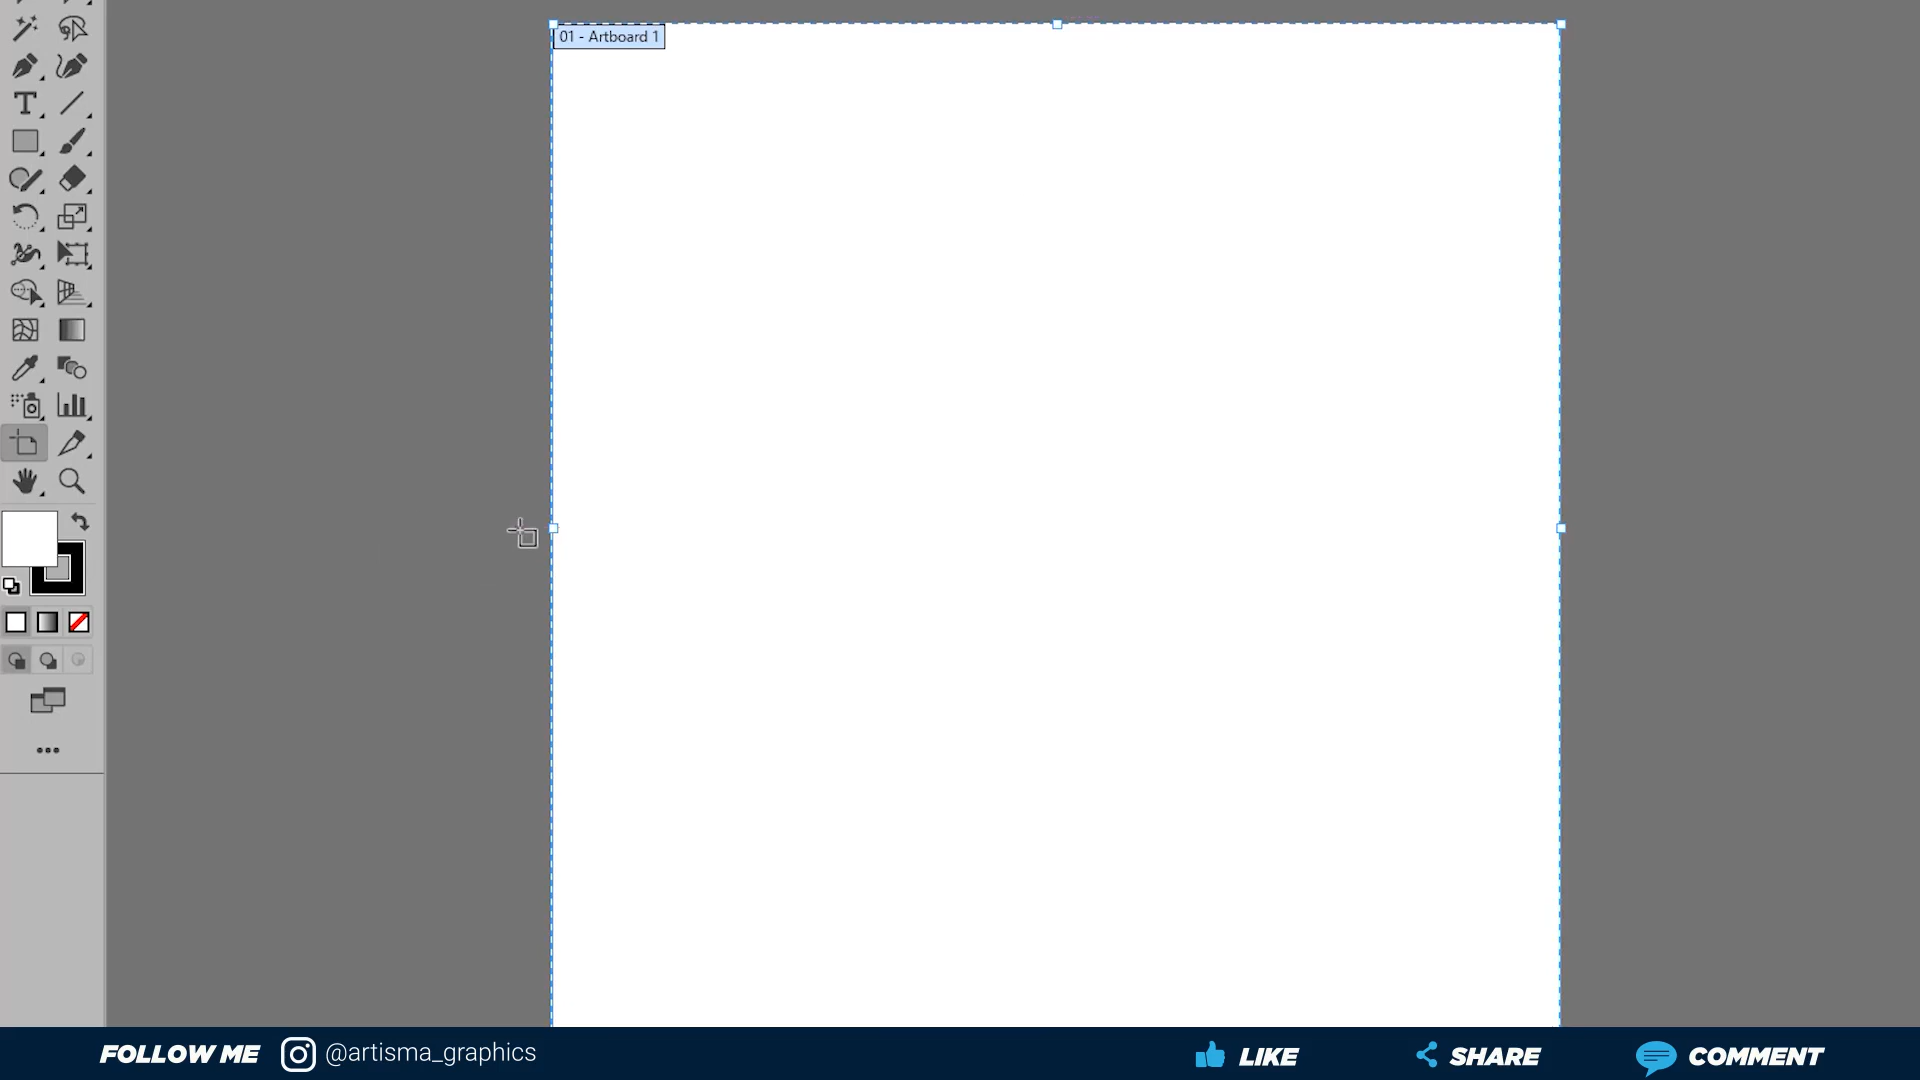 01 - Artboard 1
FOLLOW ME @artisma_graphics LIKE SHARE COMMENT